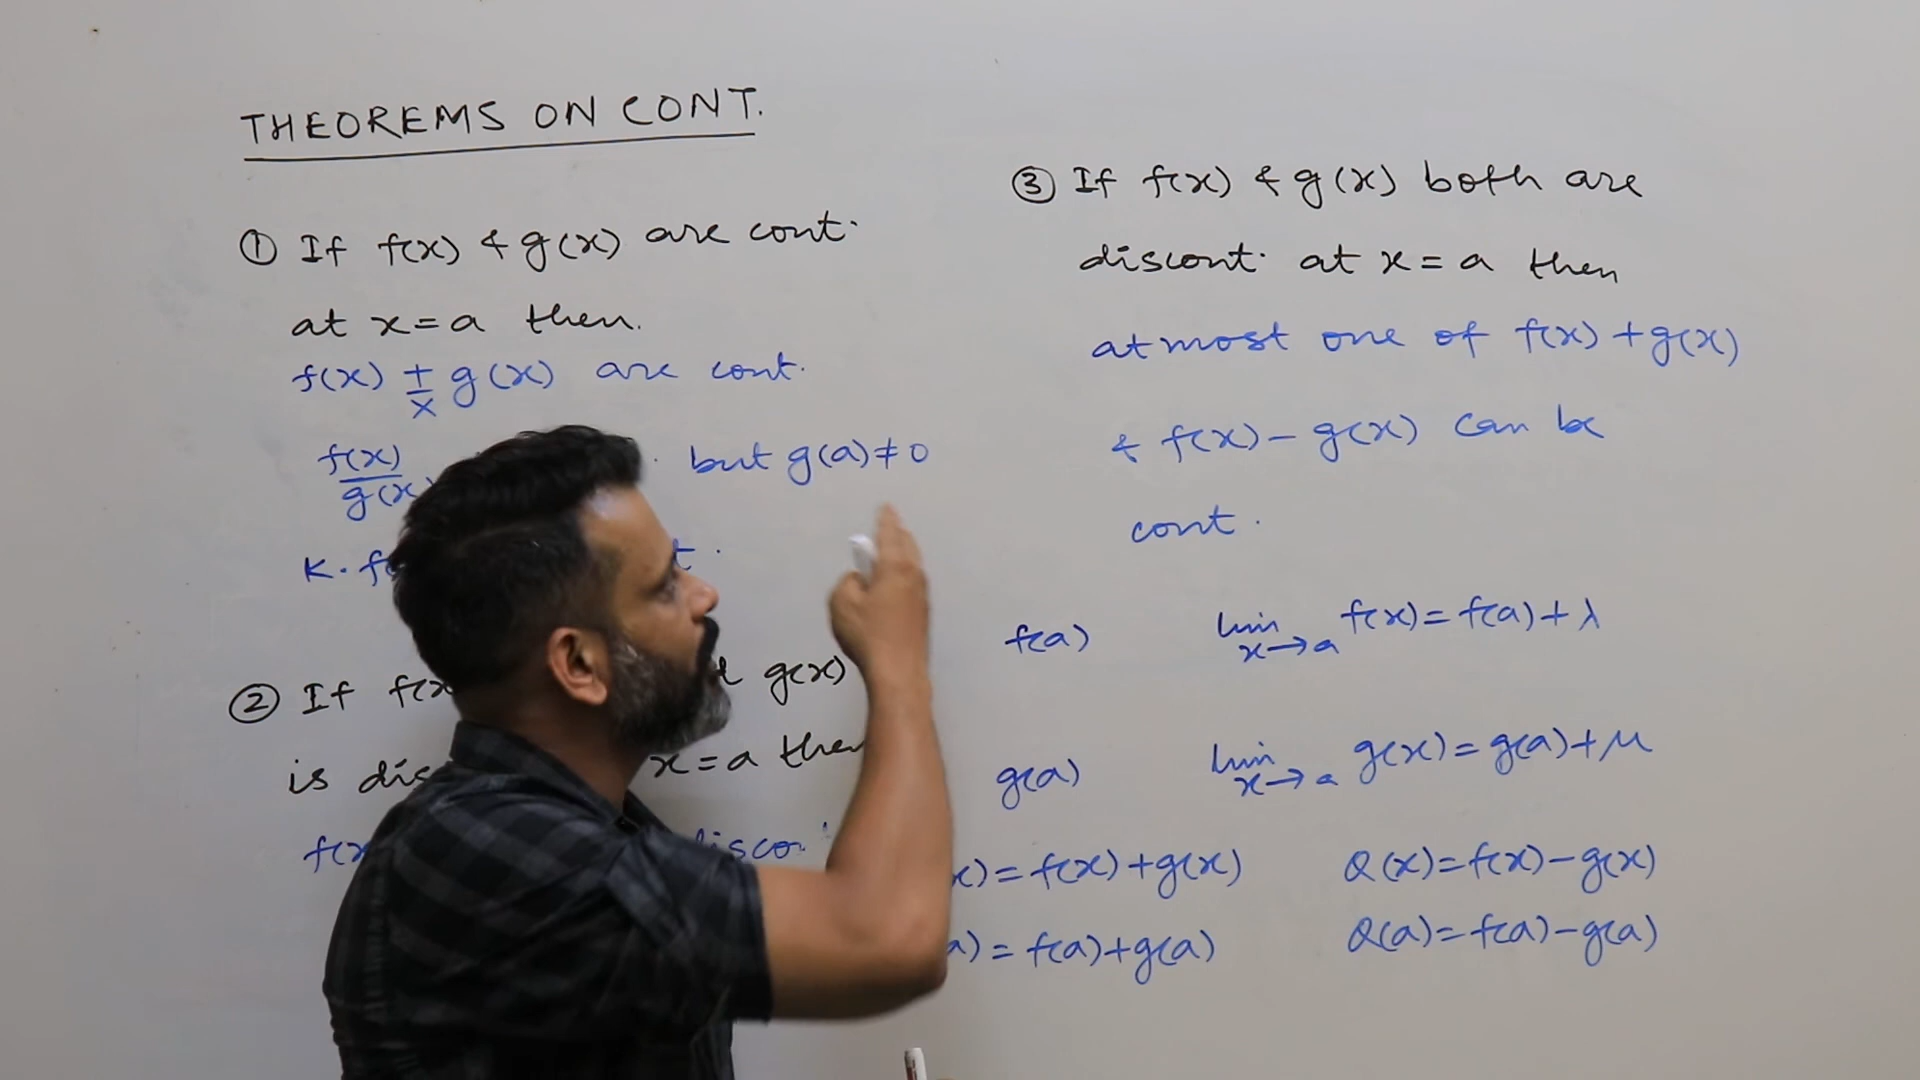 THEOREMS ON CONT.
① If f(x) & g(x) are cont.
at x = a then.
f(x) ± g(x) are cont.
×
f(x)
g(x) but g(a) ≠ 0
K.
② If g(x)
is x = a then
③ If f(x) & g(x) both are
discont. at x = a then
atmost one of f(x) + g(x)
& f(x) - g(x) can be
cont.
f(a) lim f(x) = f(a) + λ
x→a
g(a) lim g(x) = g(a) + μ
x→a
= f(x) + g(x) Q(x) = f(x) - g(x)
= f(a) + g(a) Q(a) = f(a) - g(a)